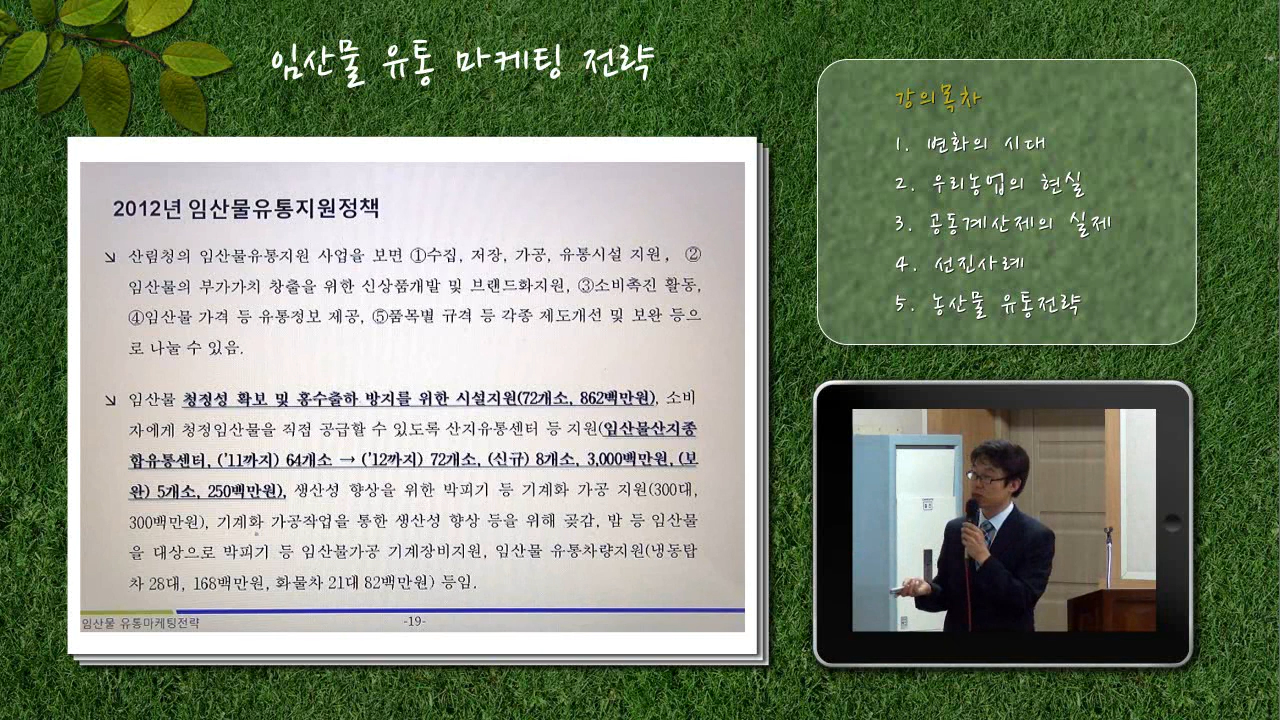 임산물 유통 마케팅 전략
강의목차
1. 변화의 시대
2. 우리농업의 현실
3. 공동계산제의 실제
4. 선진사례
5. 농산물 유통전략
2012년 임산물유통지원정책
↘ 산림청의 임산물유통지원 사업을 보면 ①수집, 저장, 가공, 유통시설 지원, ②
임산물의 부가가치 창출을 위한 신상품개발 및 브랜드화지원, ③소비촉진 활동,
④임산물 가격 등 유통정보 제공, ⑤품목별 규격 등 각종 제도개선 및 보완 등으
로 나눌 수 있음.
↘ 임산물 청정성 확보 및 홍수출하 방지를 위한 시설지원(72개소, 862백만원), 소비
자에게 청정임산물을 직접 공급할 수 있도록 산지유통센터 등 지원(임산물산지종
합유통센터, ('11까지) 64개소 → ('12까지) 72개소, (신규) 8개소, 3,000백만원, (보
완) 5개소, 250백만원), 생산성 향상을 위한 박피기 등 기계화 가공 지원(300대,
300백만원), 기계화 가공작업을 통한 생산성 향상 등을 위해 곶감, 밤 등 임산물
을 대상으로 박피기 등 임산물가공 기계장비지원, 임산물 유통차량지원(냉동탑
차 28대, 168백만원, 화물차 21대 82백만원) 등임.
임산물 유통마케팅전략
-19-